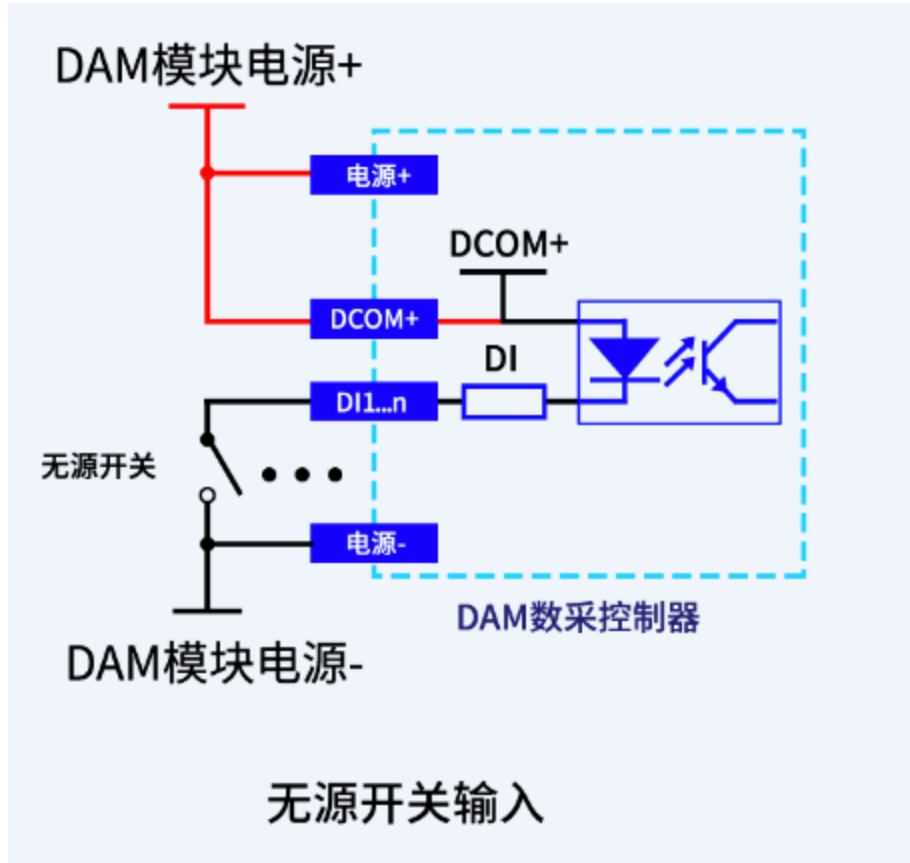 DAM模块电源+
电源+
DCOM+
DCOM+
DI
DI1...n
无源开关
电源-
DAM数采控制器
DAM模块电源-
无源开关输入